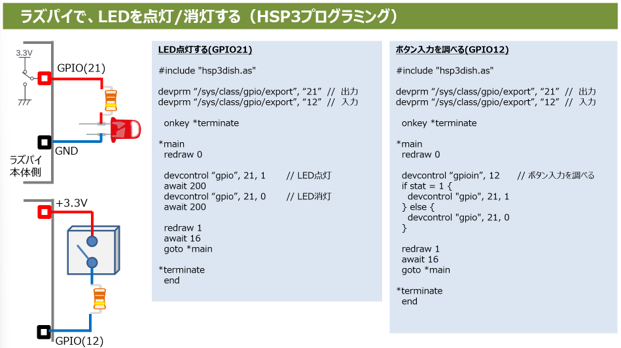 ラズパイで、LEDを点灯/消灯する（HSP3プログラミング）
3.3V
GPIO(21)
GND
ラズパイ
本体側
+3.3V
GPIO(12)
LED点灯する(GPIO21)
#include "hsp3dish.as"
devprm “/sys/class/gpio/export”, “21” // 出力
devprm “/sys/class/gpio/export”, “12” // 入力
onkey *terminate
*main
redraw 0
devcontrol “gpio”, 21, 1 // LED点灯
await 200
devcontrol “gpio”, 21, 0 // LED消灯
await 200
redraw 1
await 16
goto *main
*terminate
end
ボタン入力を調べる(GPIO12)
#include "hsp3dish.as"
devprm “/sys/class/gpio/export”, “21” // 出力
devprm “/sys/class/gpio/export”, “12” // 入力
onkey *terminate
*main
redraw 0
devcontrol “gpioin”, 12 // ボタン入力を調べる
if stat = 1 {
devcontrol "gpio", 21, 1
} else {
devcontrol "gpio", 21, 0
}
redraw 1
await 16
goto *main
*terminate
end